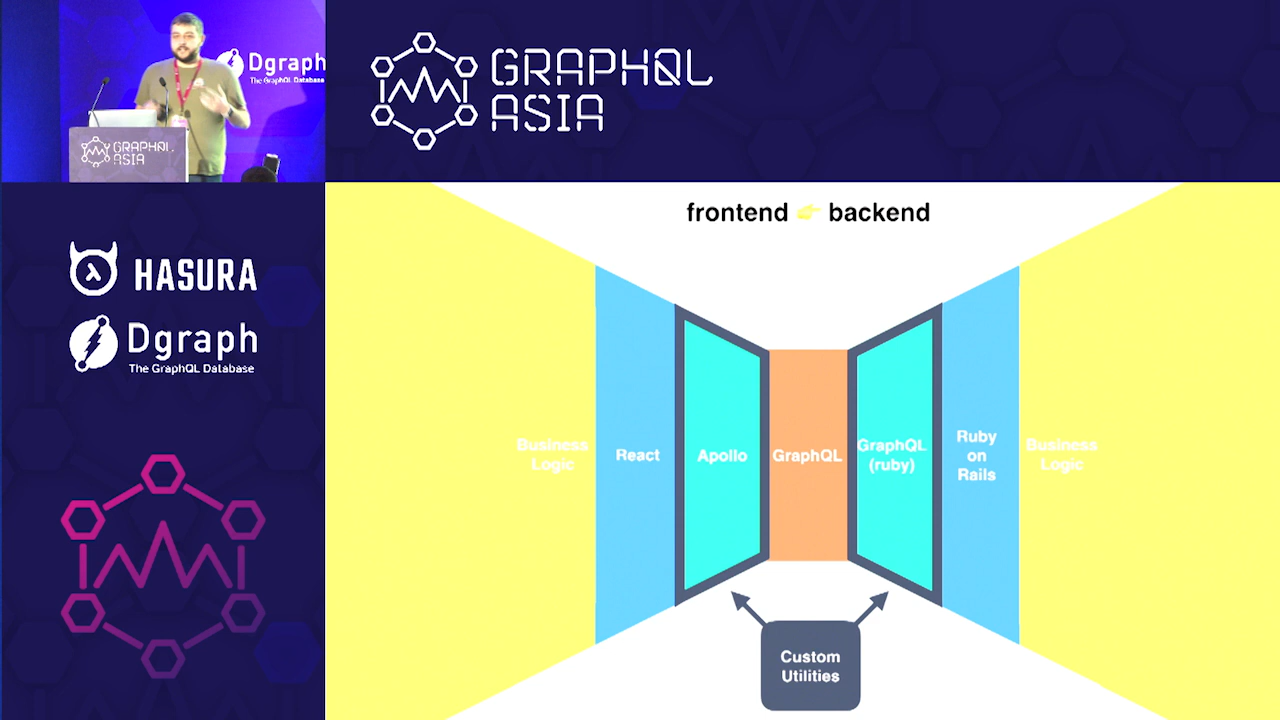 Dgraph
The GraphQL Database
GRAPHQL
ASIA
GRAPHQL
ASIA
HASURA
Dgraph
The GraphQL Database
frontend 👉 backend
Business
Logic
React
Apollo
GraphQL
GraphQL
(ruby)
Ruby
on
Rails
Business
Logic
Custom
Utilities